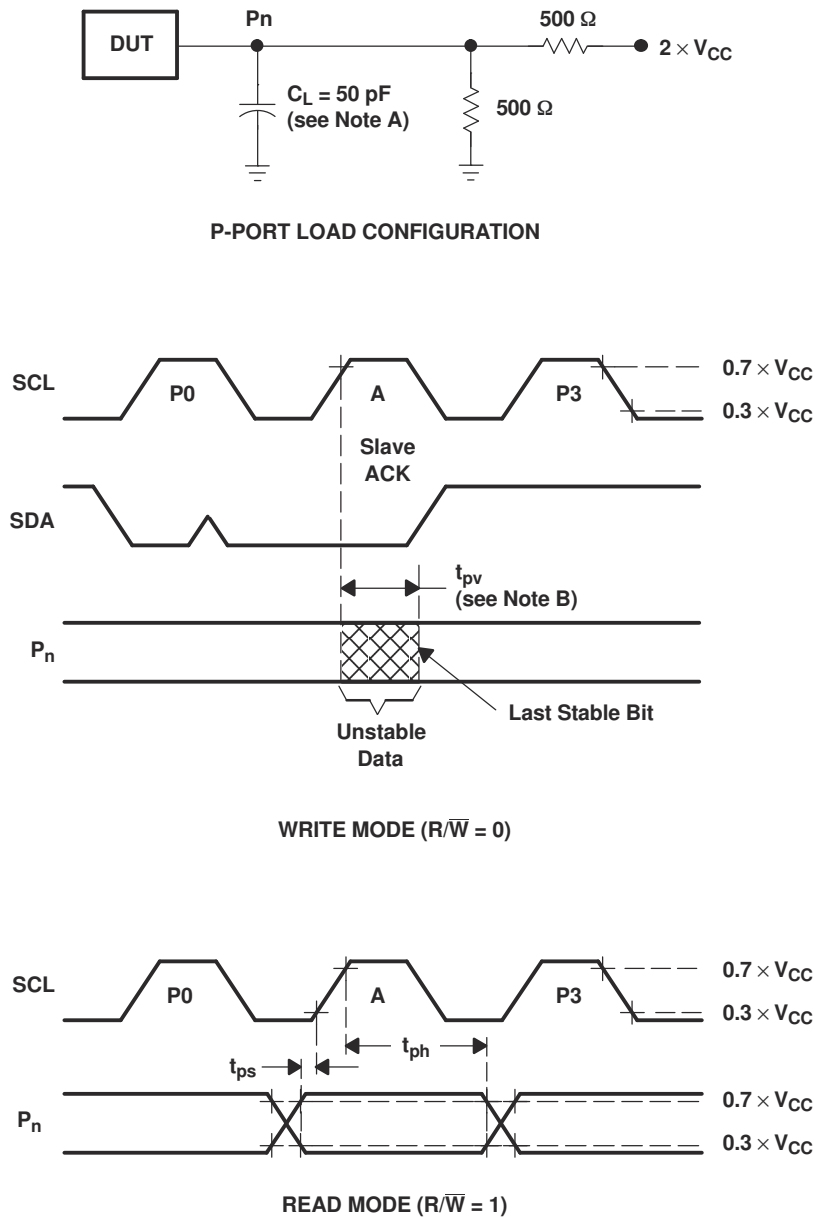 Pn
500 Ω
DUT
2 × VCC
CL = 50 pF
(see Note A)
500 Ω
P-PORT LOAD CONFIGURATION
SCL
P0
A
P3
0.7 × VCC
0.3 × VCC
Slave
ACK
SDA
tpv
(see Note B)
Pn
Last Stable Bit
Unstable
Data
WRITE MODE (R/W̅ = 0)
SCL
P0
A
P3
0.7 × VCC
0.3 × VCC
tph
tps
Pn
0.7 × VCC
0.3 × VCC
READ MODE (R/W̅ = 1)